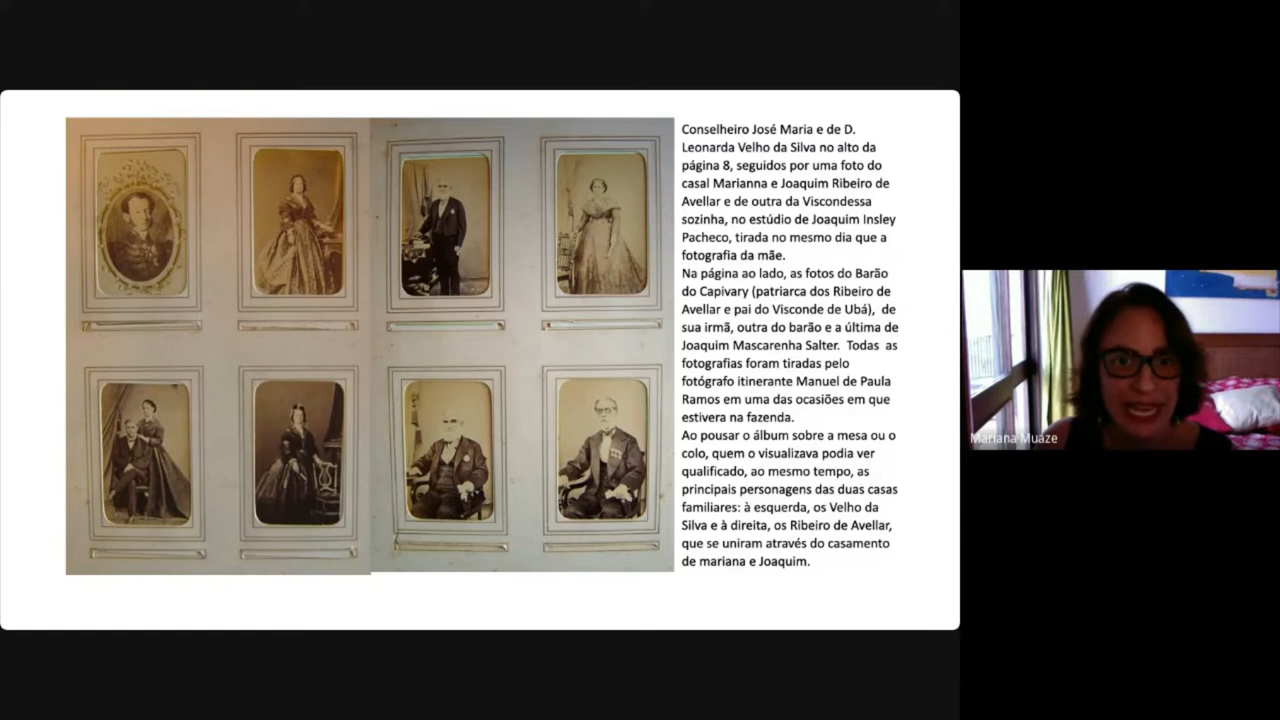 Conselheiro José Maria e de D.
Leonarda Velho da Silva no alto da
página 8, seguidos por uma foto do
casal Marianna e Joaquim Ribeiro de
Avellar e de outra da Viscondessa
sozinha, no estúdio de Joaquim Insley
Pacheco, tirada no mesmo dia que a
fotografia da mãe.
Na página ao lado, as fotos do Barão
do Capivary (patriarca dos Ribeiro de
Avellar e pai do Visconde de Ubá), de
sua irmã, outra do barão e a última de
Joaquim Mascarenha Salter. Todas as
fotografias foram tiradas pelo
fotógrafo itinerante Manuel de Paula
Ramos em uma das ocasiões em que
estivera na fazenda.
Ao pousar o álbum sobre a mesa ou o
colo, quem o visualizava podia ver
qualificado, ao mesmo tempo, as
principais personagens das duas casas
familiares: à esquerda, os Velho da
Silva e à direita, os Ribeiro de Avellar,
que se uniram através do casamento
de mariana e Joaquim.
Mariana Muaze